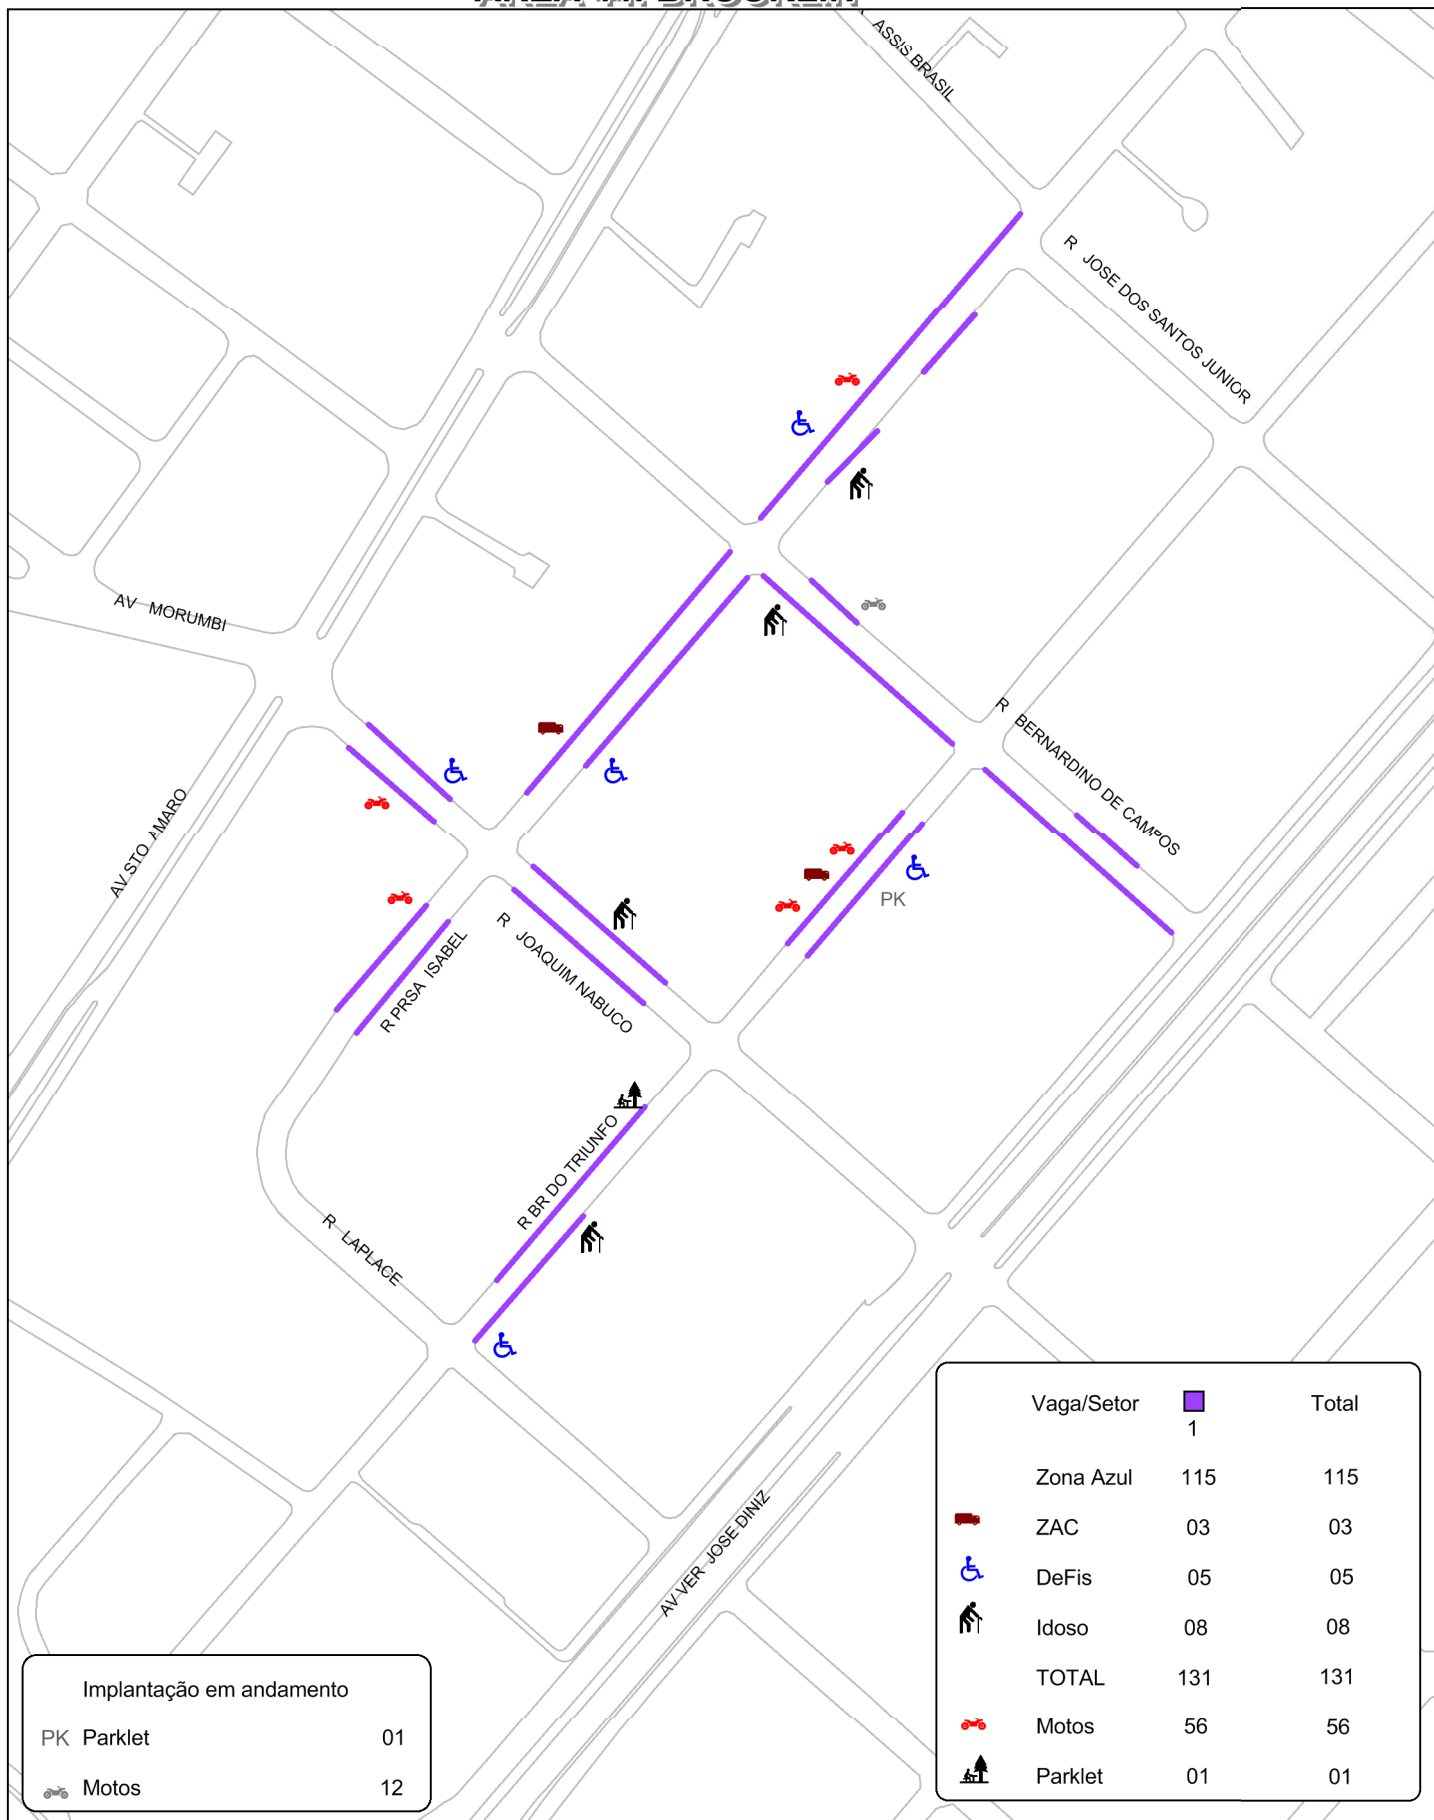 ASSIS BRASIL
R JOSE DOS SANTOS JUNIOR
AV MORUMBI
R BERNARDINO DE CAMPOS
AV STO AMARO
R PRSA ISABEL
R JOAQUIM NABUCO
PK
R BR DO TRIUNFO
R LAPLACE
AV VER JOSE DINIZ
Vaga/Setor 1 Total
Zona Azul 115 115
ZAC 03 03
DeFis 05 05
Idoso 08 08
TOTAL 131 131
Motos 56 56
Parklet 01 01
Implantação em andamento
PK Parklet 01
Motos 12